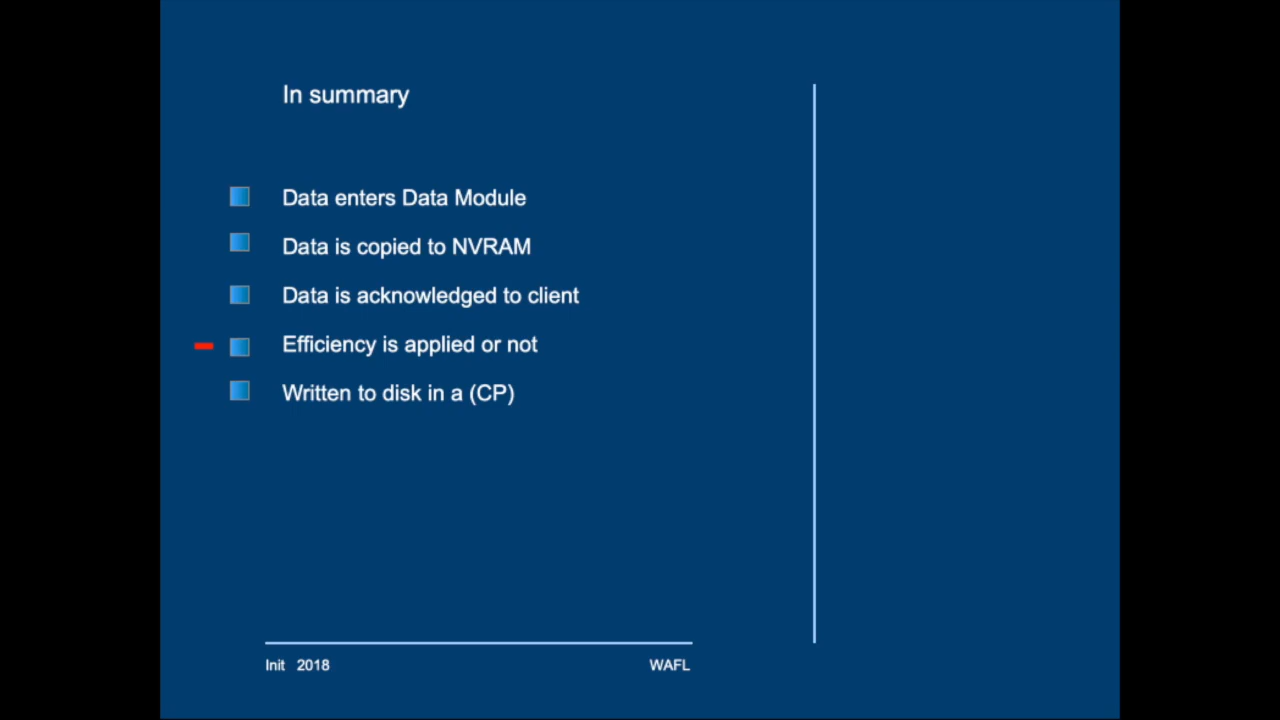 In summary
Data enters Data Module
Data is copied to NVRAM
Data is acknowledged to client
Efficiency is applied or not
Written to disk in a (CP)
Init 2018 WAFL